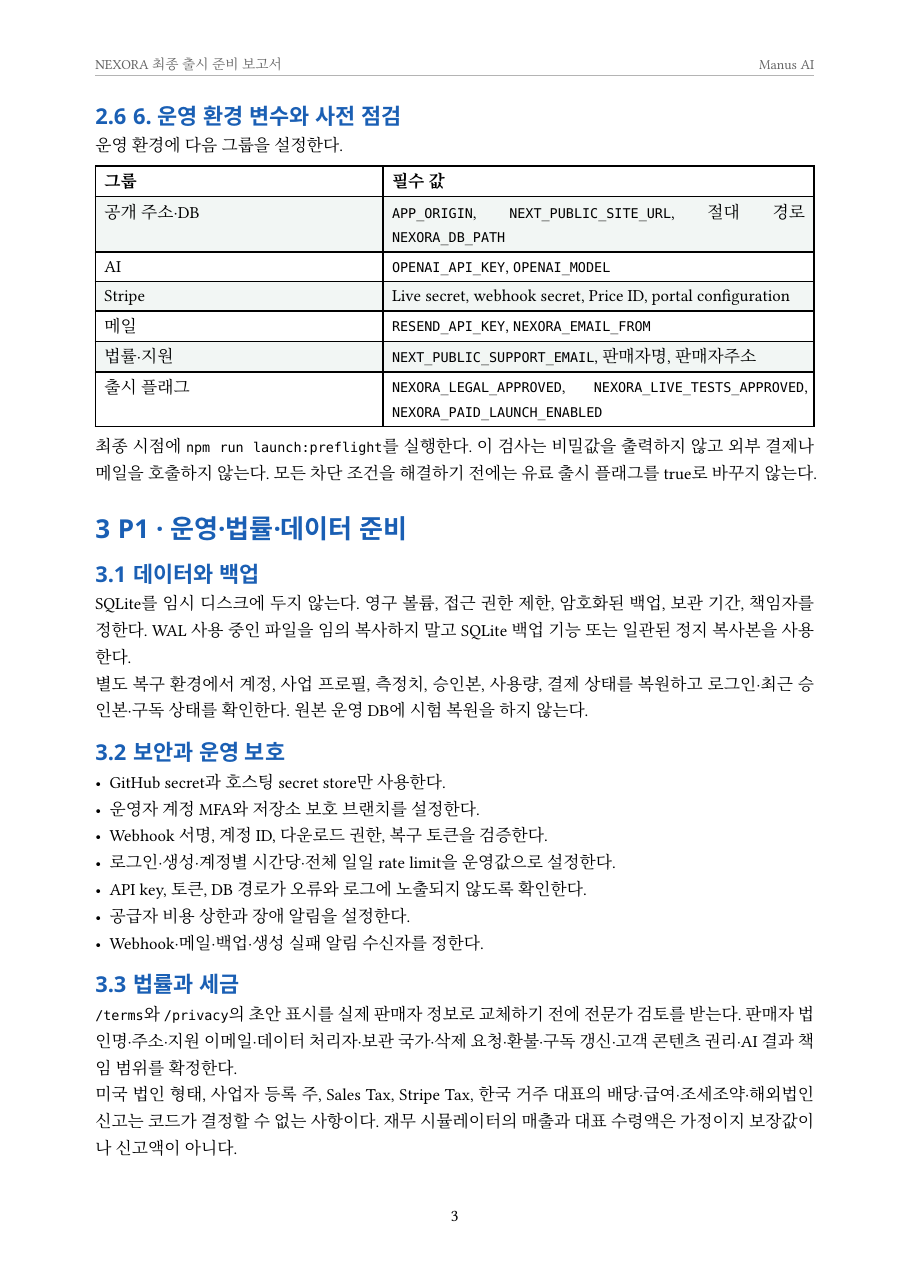 NEXORA 최종 출시 준비 보고서 Manus AI
2.6 6. 운영 환경 변수와 사전 점검
운영 환경에 다음 그룹을 설정한다.
그룹 필수 값
공개 주소·DB APP_ORIGIN, NEXT_PUBLIC_SITE_URL, 절대 경로
NEXORA_DB_PATH
AI OPENAI_API_KEY, OPENAI_MODEL
Stripe Live secret, webhook secret, Price ID, portal configuration
메일 RESEND_API_KEY, NEXORA_EMAIL_FROM
법률·지원 NEXT_PUBLIC_SUPPORT_EMAIL, 판매자명, 판매자주소
출시 플래그 NEXORA_LEGAL_APPROVED, NEXORA_LIVE_TESTS_APPROVED,
NEXORA_PAID_LAUNCH_ENABLED
최종 시점에 npm run launch:preflight를 실행한다. 이 검사는 비밀값을 출력하지 않고 외부 결제나
메일을 호출하지 않는다. 모든 차단 조건을 해결하기 전에는 유료 출시 플래그를 true로 바꾸지 않는다.
3 P1 · 운영·법률·데이터 준비
3.1 데이터와 백업
SQLite를 임시 디스크에 두지 않는다. 영구 볼륨, 접근 권한 제한, 암호화된 백업, 보관 기간, 책임자를
정한다. WAL 사용 중인 파일을 임의 복사하지 말고 SQLite 백업 기능 또는 일관된 정지 복사본을 사용
한다.
별도 복구 환경에서 계정, 사업 프로필, 측정치, 승인본, 사용량, 결제 상태를 복원하고 로그인·최근 승
인본·구독 상태를 확인한다. 원본 운영 DB에 시험 복원을 하지 않는다.
3.2 보안과 운영 보호
• GitHub secret과 호스팅 secret store만 사용한다.
• 운영자 계정 MFA와 저장소 보호 브랜치를 설정한다.
• Webhook 서명, 계정 ID, 다운로드 권한, 복구 토큰을 검증한다.
• 로그인·생성·계정별 시간당·전체 일일 rate limit을 운영값으로 설정한다.
• API key, 토큰, DB 경로가 오류와 로그에 노출되지 않도록 확인한다.
• 공급자 비용 상한과 장애 알림을 설정한다.
• Webhook·메일·백업·생성 실패 알림 수신자를 정한다.
3.3 법률과 세금
/terms와 /privacy의 초안 표시를 실제 판매자 정보로 교체하기 전에 전문가 검토를 받는다. 판매자 법
인명·주소·지원 이메일·데이터 처리자·보관 국가·삭제 요청·환불·구독 갱신·고객 콘텐츠 권리·AI 결과 책
임 범위를 확정한다.
미국 법인 형태, 사업자 등록 주, Sales Tax, Stripe Tax, 한국 거주 대표의 배당·급여·조세조약·해외법인
신고는 코드가 결정할 수 없는 사항이다. 재무 시뮬레이터의 매출과 대표 수령액은 가정이지 보장값이
나 신고액이 아니다.
3